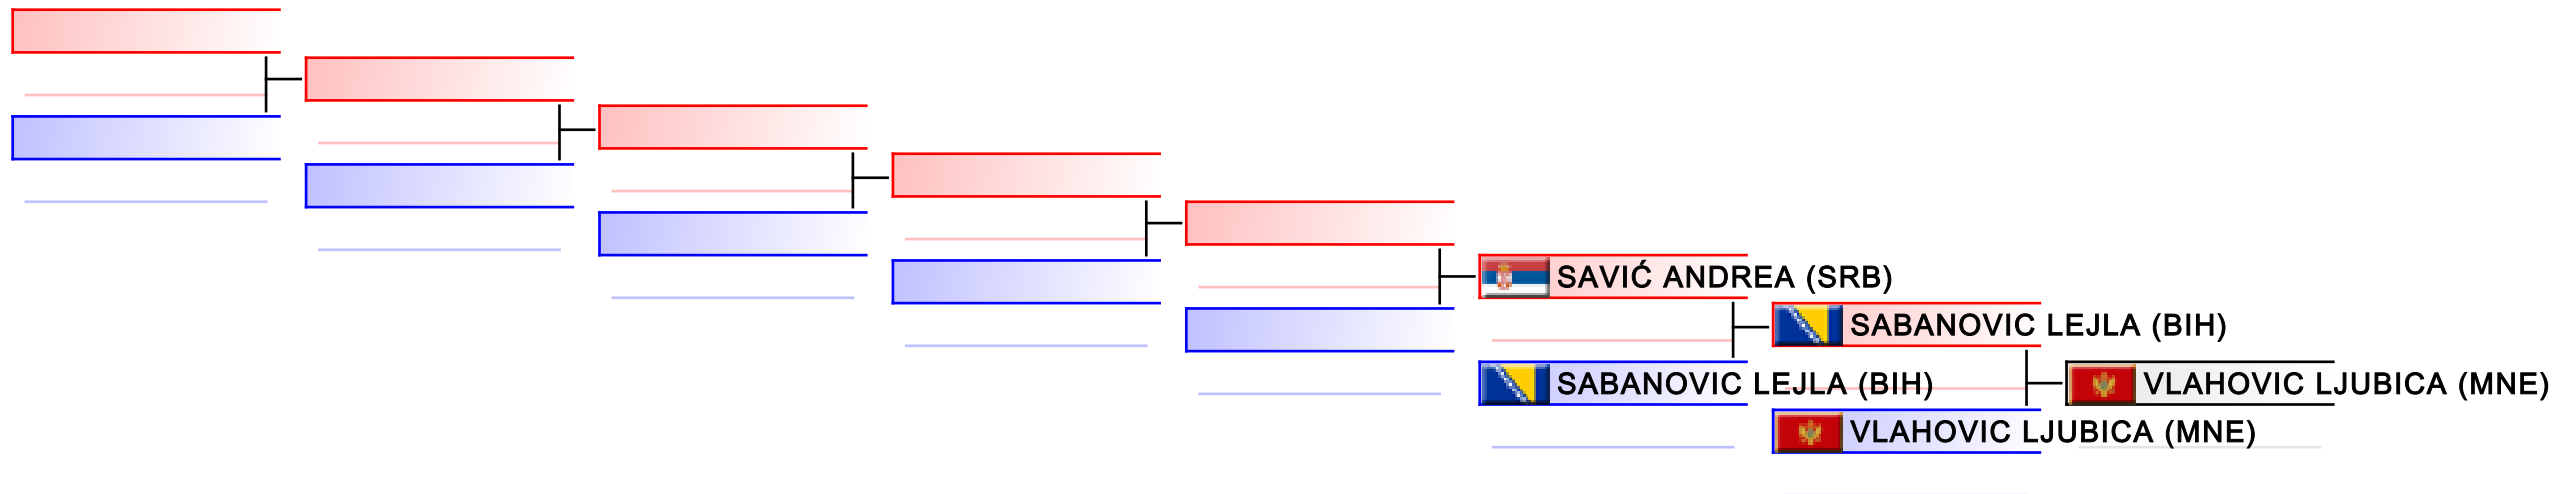 SAVIĆ ANDREA (SRB)
SABANOVIC LEJLA (BIH)
SABANOVIC LEJLA (BIH)
VLAHOVIC LJUBICA (MNE)
VLAHOVIC LJUBICA (MNE)